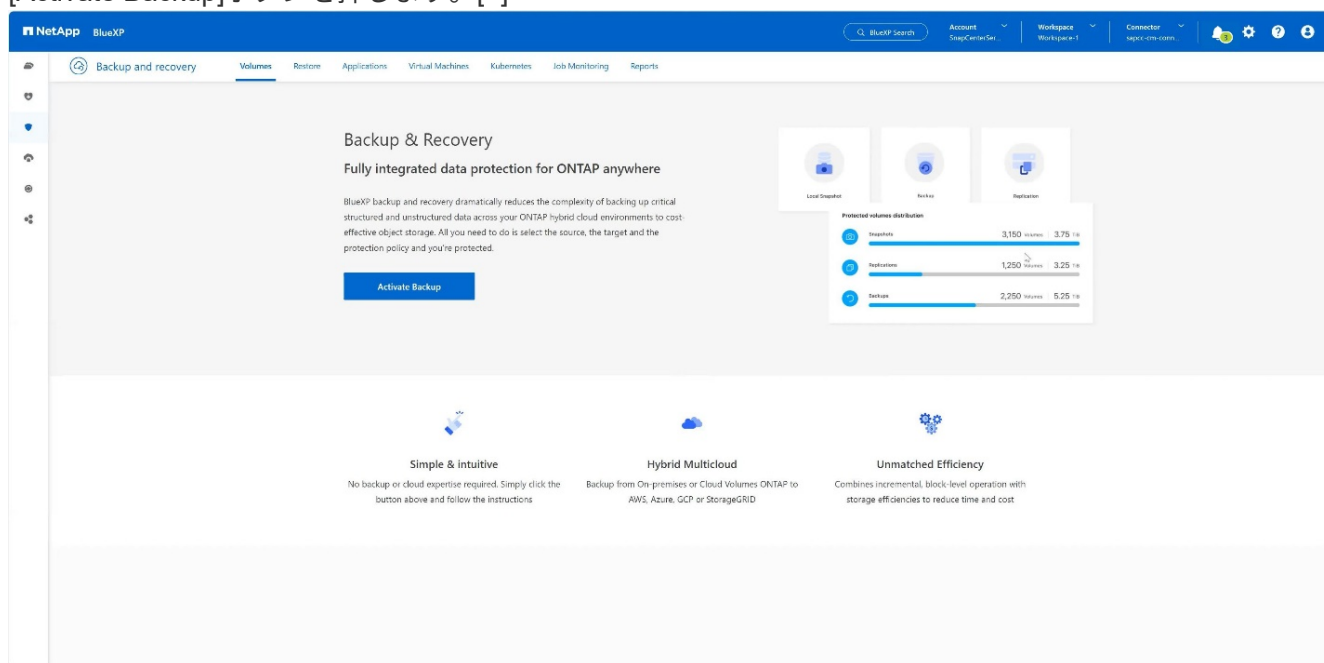 NetApp BlueXP
BlueXP Search
Account
SnapCenterSer...
Workspace
Workspace-1
Connector
sapcc-cm-conn...
Backup and recovery
Volumes
Restore
Applications
Virtual Machines
Kubernetes
Job Monitoring
Reports
Backup & Recovery
Fully integrated data protection for ONTAP anywhere
BlueXP backup and recovery dramatically reduces the complexity of backing up critical
structured and unstructured data across your ONTAP hybrid cloud environments to cost-
effective object storage. All you need to do is select the source, the target and the
protection policy and you're protected.
Activate Backup
Local Snapshot
Backup
Replication
Protected volumes distribution
Snapshots 3,150 Volumes 3.75 TiB
Replications 1,250 Volumes 3.25 TiB
Backups 2,250 Volumes 5.25 TiB
Simple & intuitive
No backup or cloud expertise required. Simply click the
button above and follow the instructions
Hybrid Multicloud
Backup from On-premises or Cloud Volumes ONTAP to
AWS, Azure, GCP or StorageGRID
Unmatched Efficiency
Combines incremental, block-level operation with
storage efficiencies to reduce time and cost